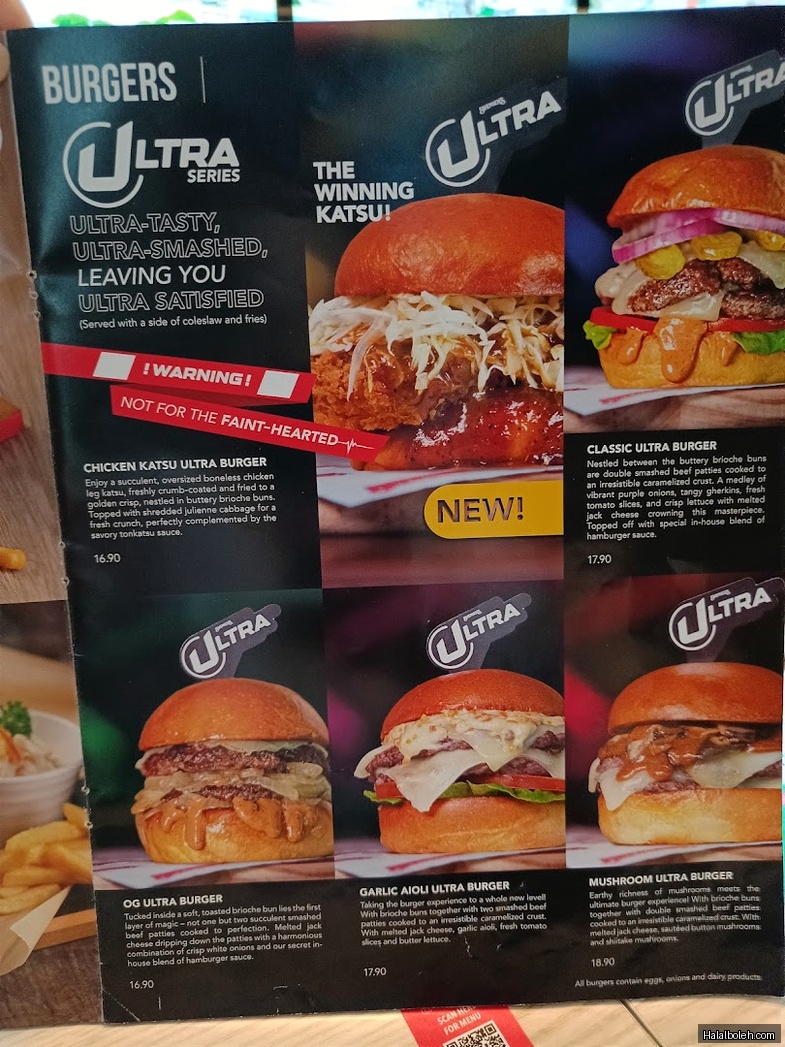 BURGERS
ULTRA
SERIES
ULTRA-TASTY,
ULTRA-SMASHED,
LEAVING YOU
ULTRA SATISFIED
(Served with a side of coleslaw and fries)
! WARNING !
NOT FOR THE FAINT-HEARTED
CHICKEN KATSU ULTRA BURGER
Enjoy a succulent, oversized boneless chicken
leg katsu, freshly crumb-coated and fried to a
golden crisp, nestled in buttery brioche buns.
Topped with shredded julienne cabbage for a
fresh crunch, perfectly complemented by the
savory tonkatsu sauce.
16.90
THE
WINNING
KATSU!
ULTRA
NEW!
ULTRA
CLASSIC ULTRA BURGER
Nestled between the buttery brioche buns
are double smashed beef patties cooked to
an irresistible caramelized crust. A medley of
vibrant purple onions, tangy gherkins, fresh
tomato slices, and crisp lettuce with melted
jack cheese crowning this masterpiece.
Topped off with special in-house blend of
hamburger sauce.
17.90
ULTRA
OG ULTRA BURGER
Tucked inside a soft, toasted brioche bun lies the first
layer of magic – not one but two succulent smashed
beef patties cooked to perfection. Melted jack
cheese dripping down the patties with a harmonious
combination of crisp white onions and our secret in-
house blend of hamburger sauce.
16.90
ULTRA
GARLIC AIOLI ULTRA BURGER
Taking the burger experience to a whole new level!
With brioche buns together with two smashed beef
patties cooked to an irresistible caramelized crust.
With melted jack cheese, garlic aioli, fresh tomato
slices and butter lettuce.
17.90
ULTRA
MUSHROOM ULTRA BURGER
Earthy richness of mushrooms meets the
ultimate burger experience! With brioche buns
together with double smashed beef patties
cooked to an irresistible caramelized crust. With
melted jack cheese, sautéed button mushrooms
and shiitake mushrooms.
18.90
All burgers contain eggs, onions and dairy products.
SCAN HERE
FOR MENU
Halalboleh.com